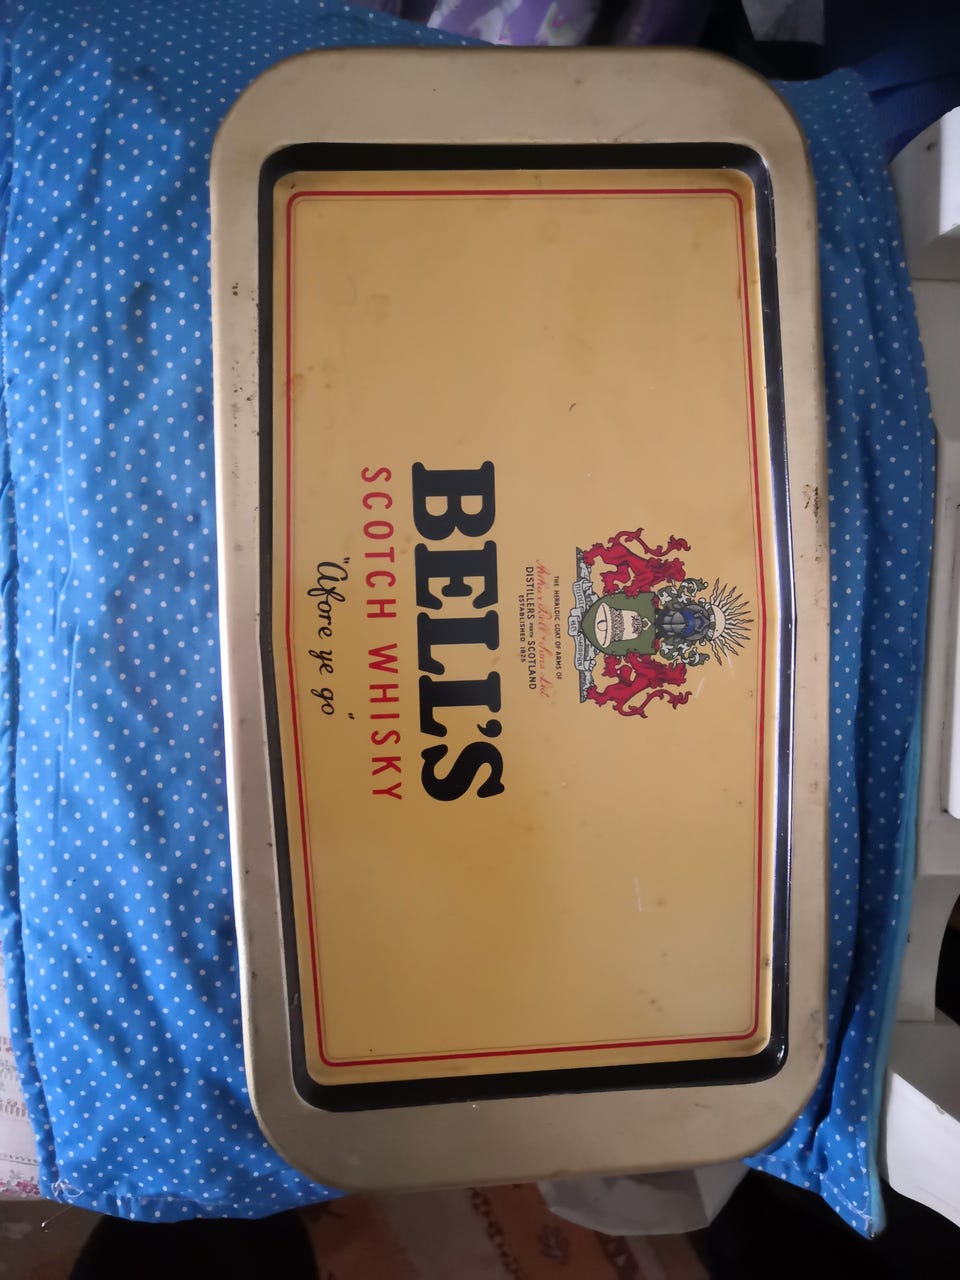 THE HERALDIC COAT OF ARMS OF
Arthur Bell & Sons Ltd
DISTILLERS PERTH SCOTLAND
ESTABLISHED 1825
BELL'S
SCOTCH WHISKY
"Afore ye go"